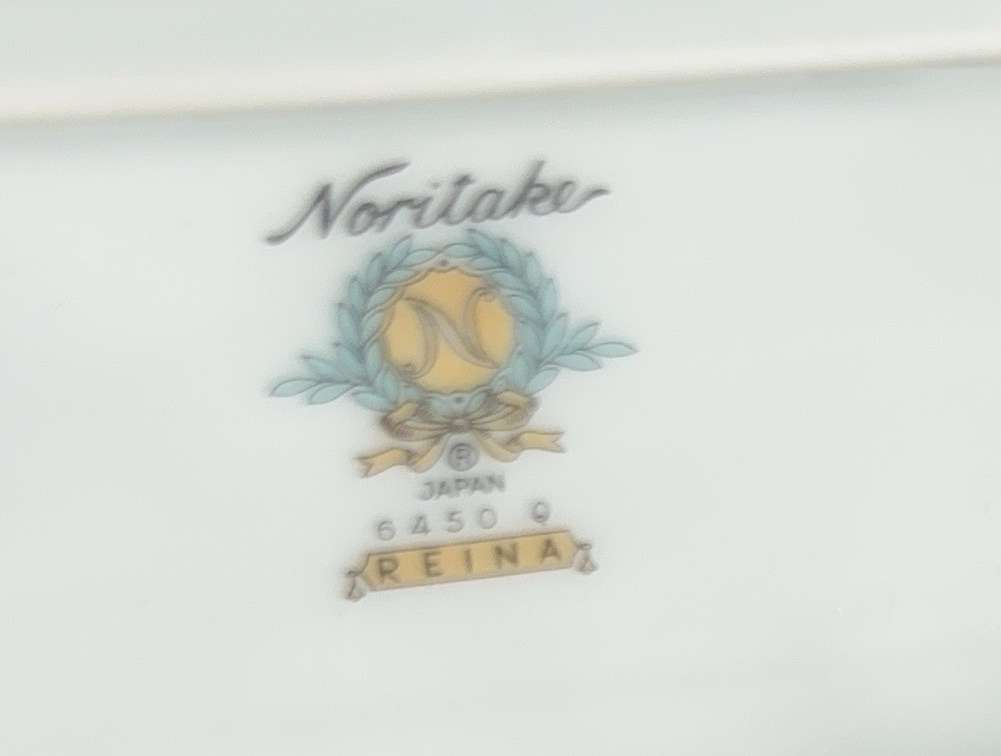 Noritake
N
®
JAPAN
6450 Q
REINA